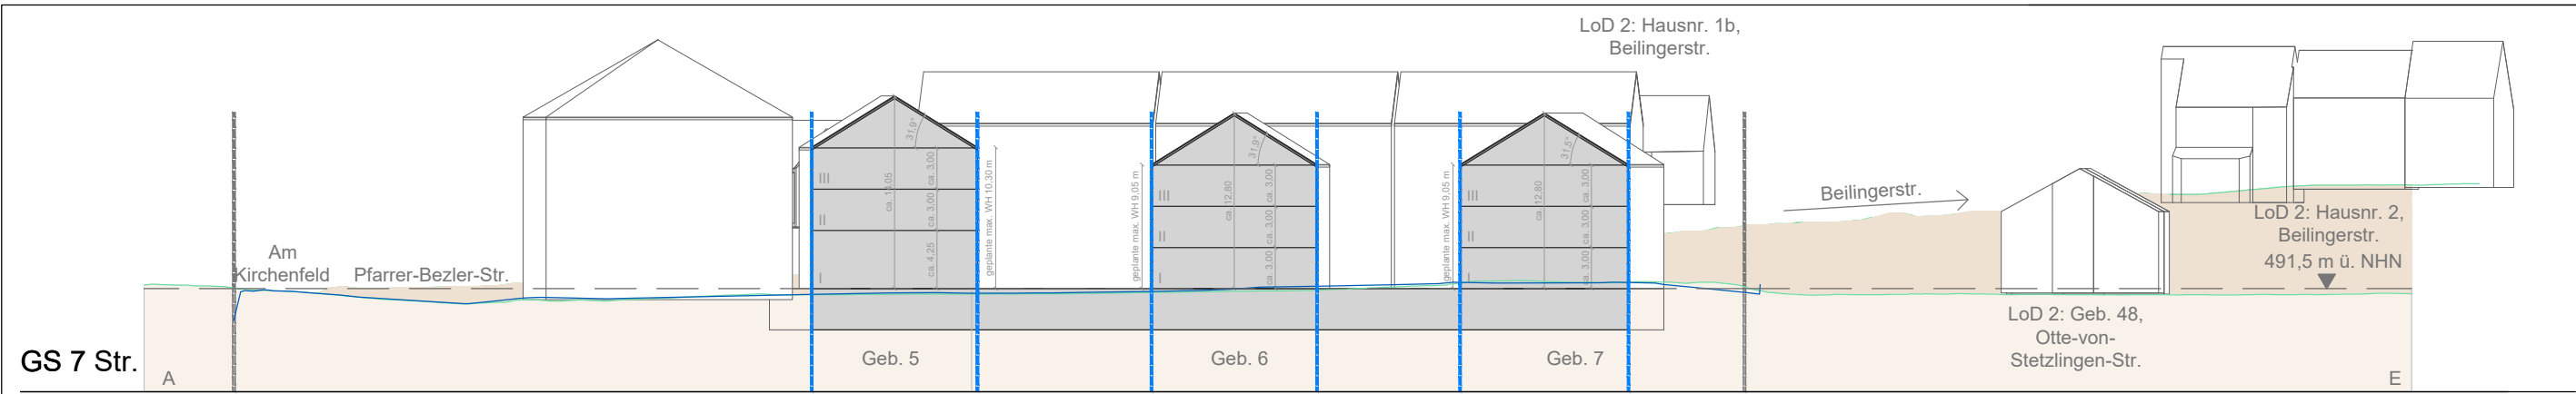 LoD 2: Hausnr. 1b,
Beilingerstr.
31,9°
III
II
I
ca. 3,00
ca. 3,00
ca. 4,25
geplante max. WH 10,30 m
geplante max. WH 9,05 m
31,9°
III
II
I
ca. 12,80
ca. 3,00
ca. 3,00
ca. 3,00
geplante max. WH 9,05 m
31,5°
III
II
I
ca. 12,80
ca. 3,00
ca. 3,00
ca. 3,00
Beilingerstr.
LoD 2: Hausnr. 2,
Beilingerstr.
491,5 m ü. NHN
Am
Kirchenfeld
Pfarrer-Bezler-Str.
LoD 2: Geb. 48,
Otte-von-
Stetzlingen-Str.
GS 7 Str.
A
Geb. 5
Geb. 6
Geb. 7
E